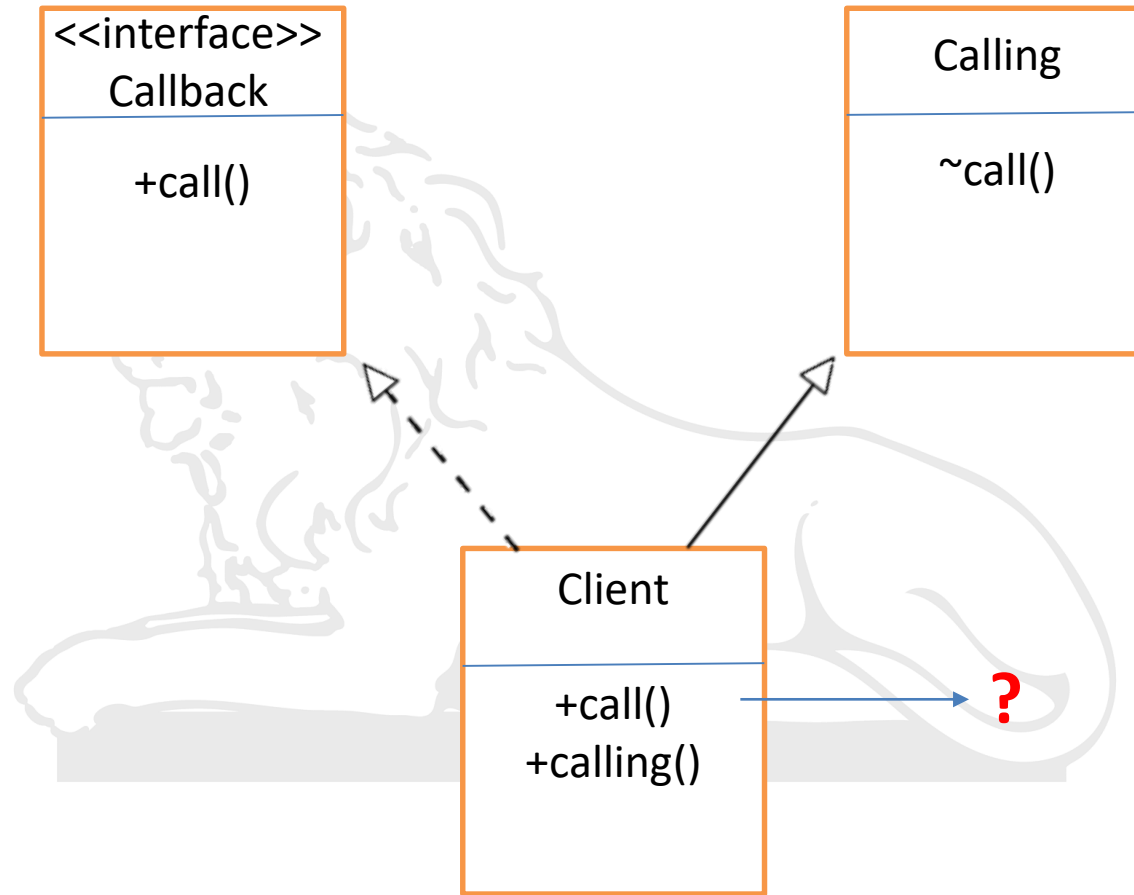 <<interface>>
Callback
+call()
Calling
~call()
Client
+call()
+calling()
?